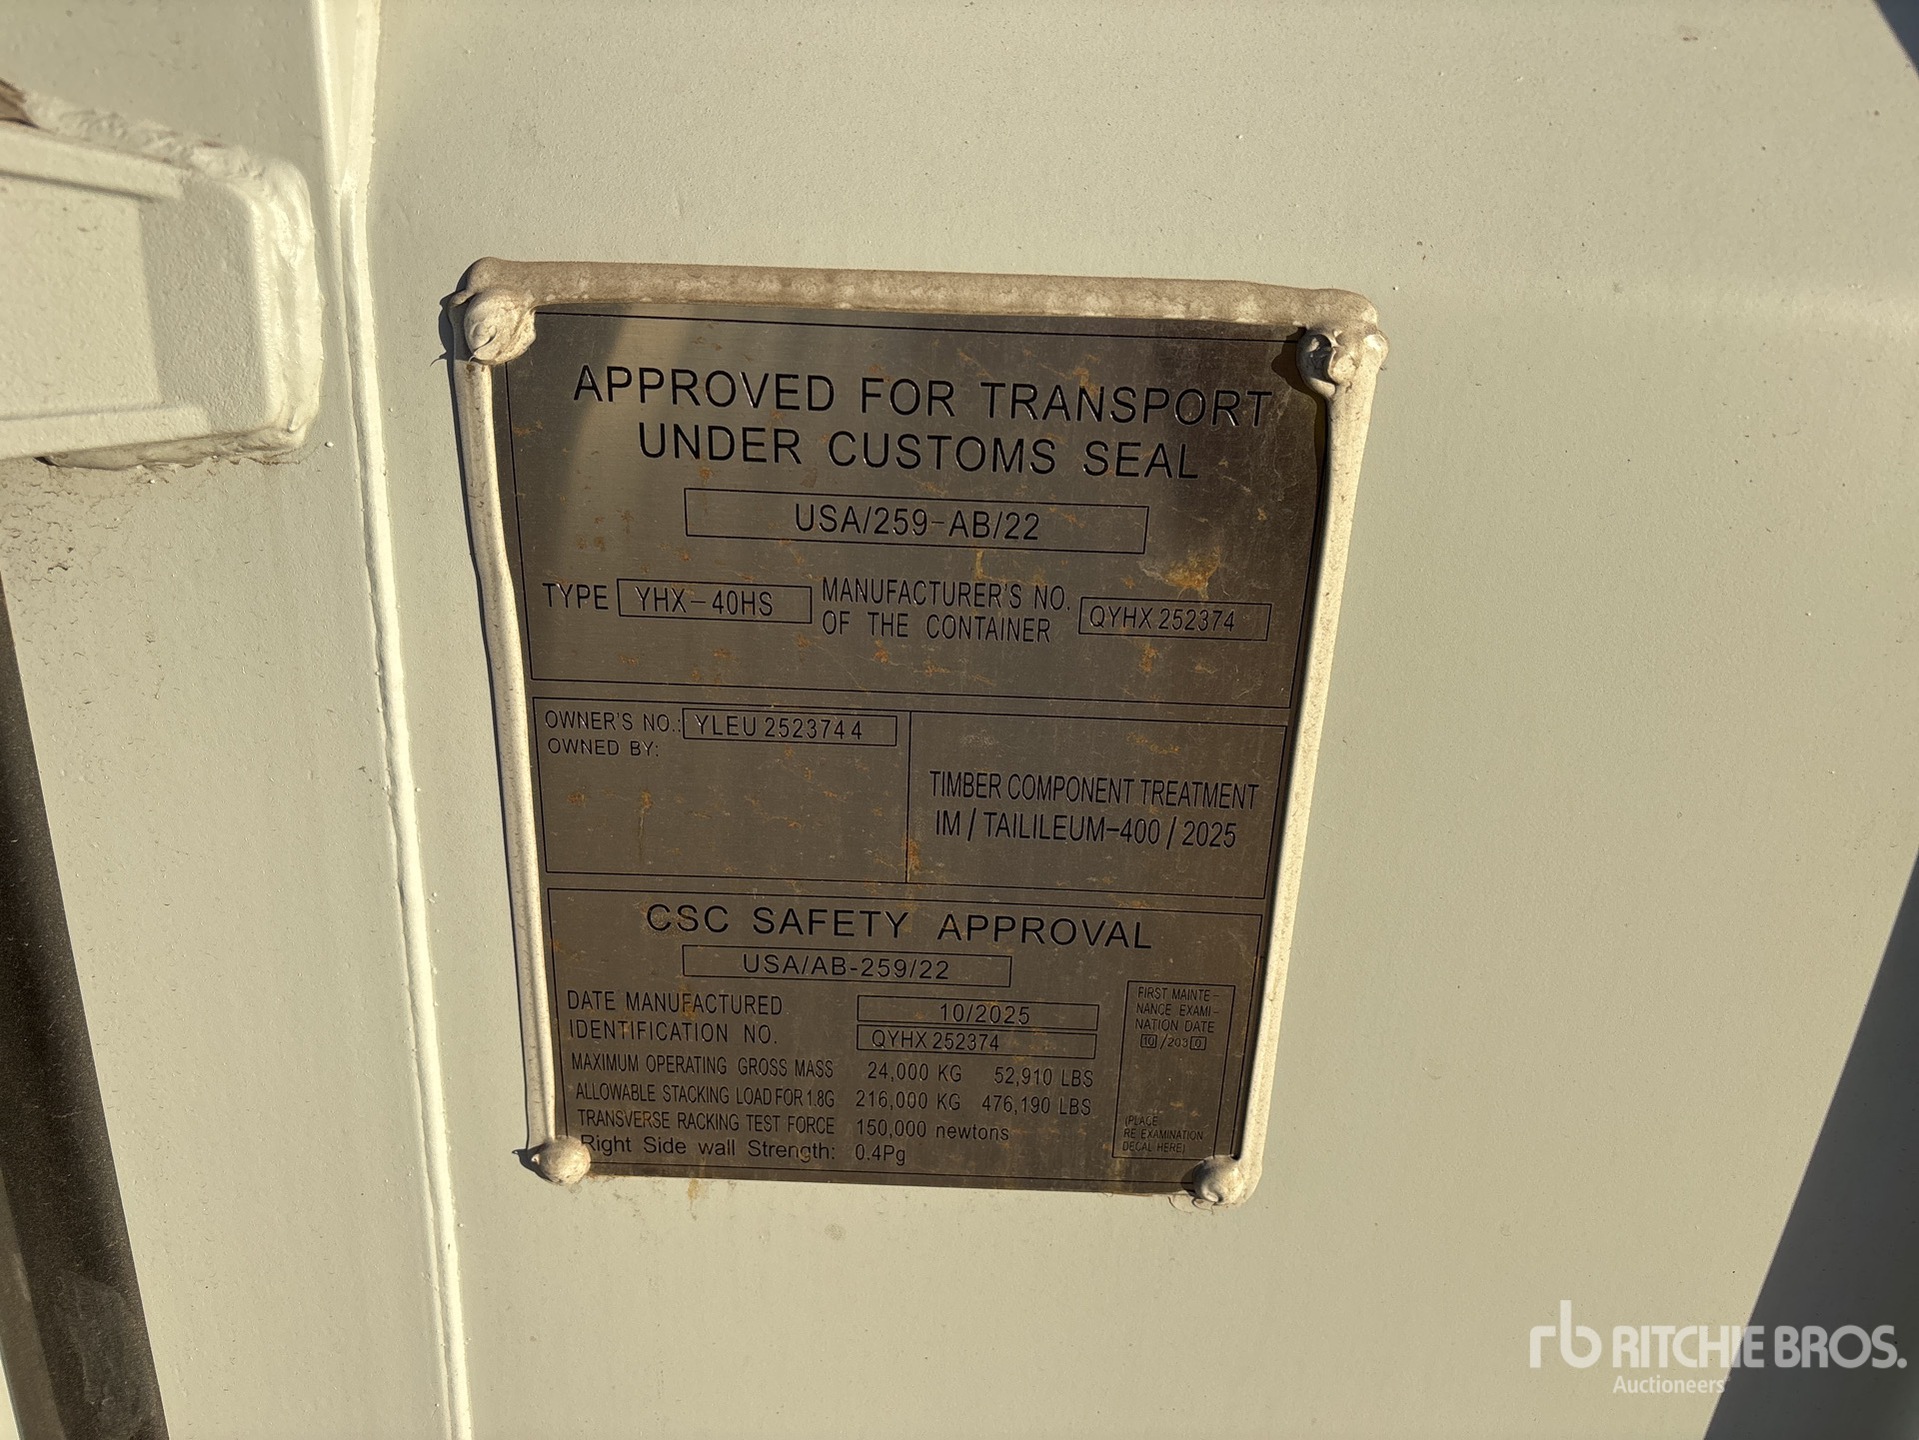 APPROVED FOR TRANSPORT
UNDER CUSTOMS SEAL
USA/259-AB/22
TYPE YHX-40HS MANUFACTURER'S NO. OF THE CONTAINER QYHX 252374
OWNER'S NO.: YLEU 252374 4
OWNED BY:
TIMBER COMPONENT TREATMENT
IM / TAILILEUM-400 / 2025
CSC SAFETY APPROVAL
USA/AB-259/22
DATE MANUFACTURED 10/2025
IDENTIFICATION NO. QYHX 252374
MAXIMUM OPERATING GROSS MASS 24,000 KG 52,910 LBS
ALLOWABLE STACKING LOAD FOR 1.8G 216,000 KG 476,190 LBS
TRANSVERSE RACKING TEST FORCE 150,000 newtons
Right Side wall Strength: 0.4Pg
FIRST MAINTE-
NANCE EXAMI-
NATION DATE
10 /203 0
(PLACE
RE EXAMINATION
DECAL HERE)
rb RITCHIE BROS.
Auctioneers